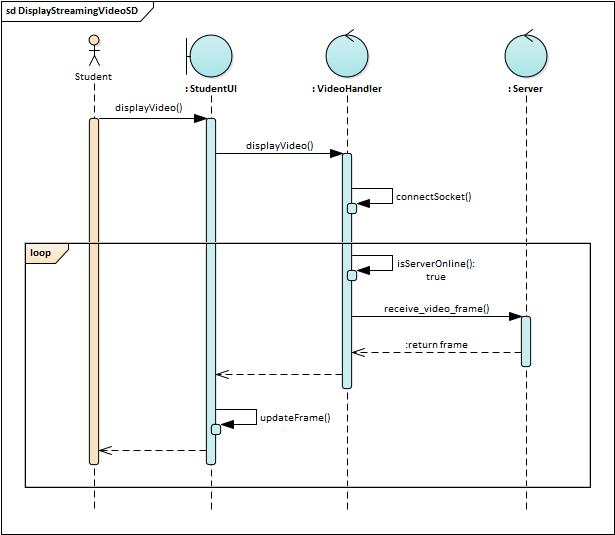 sd DisplayStreamingVideoSD
Student
: StudentUI
: VideoHandler
: Server
displayVideo()
displayVideo()
connectSocket()
loop
isServerOnline():
true
receive_video_frame()
:return frame
updateFrame()